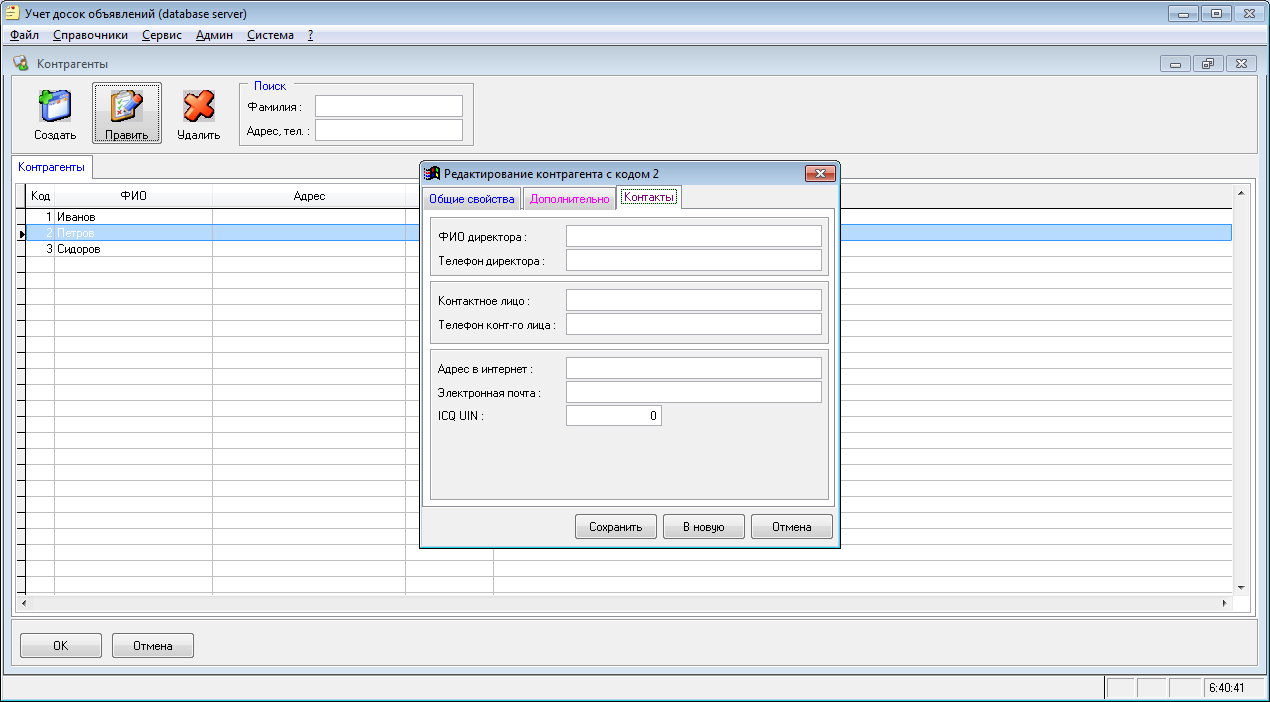 Учет досок объявлений (database server)
Файл Справочники Сервис Админ Система ?
Контрагенты
Создать Править Удалить
Поиск
Фамилия :
Адрес, тел. :
Контрагенты
Код ФИО Адрес
1 Иванов
2 Петров
3 Сидоров
Редактирование контрагента с кодом 2
Общие свойства Дополнительно Контакты
ФИО директора :
Телефон директора :
Контактное лицо :
Телефон конт-го лица :
Адрес в интернет :
Электронная почта :
ICQ UIN : 0
Сохранить В новую Отмена
OK Отмена
6:40:41